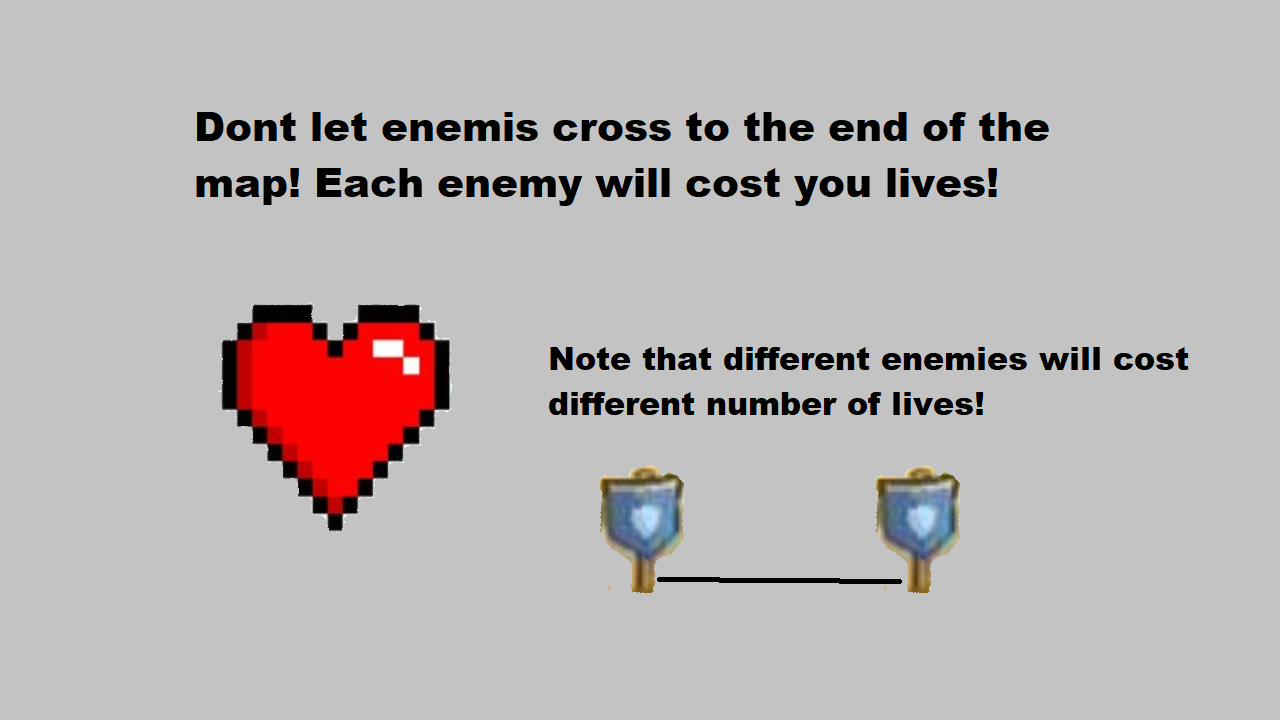 Dont let enemis cross to the end of the
map! Each enemy will cost you lives!
Note that different enemies will cost
different number of lives!